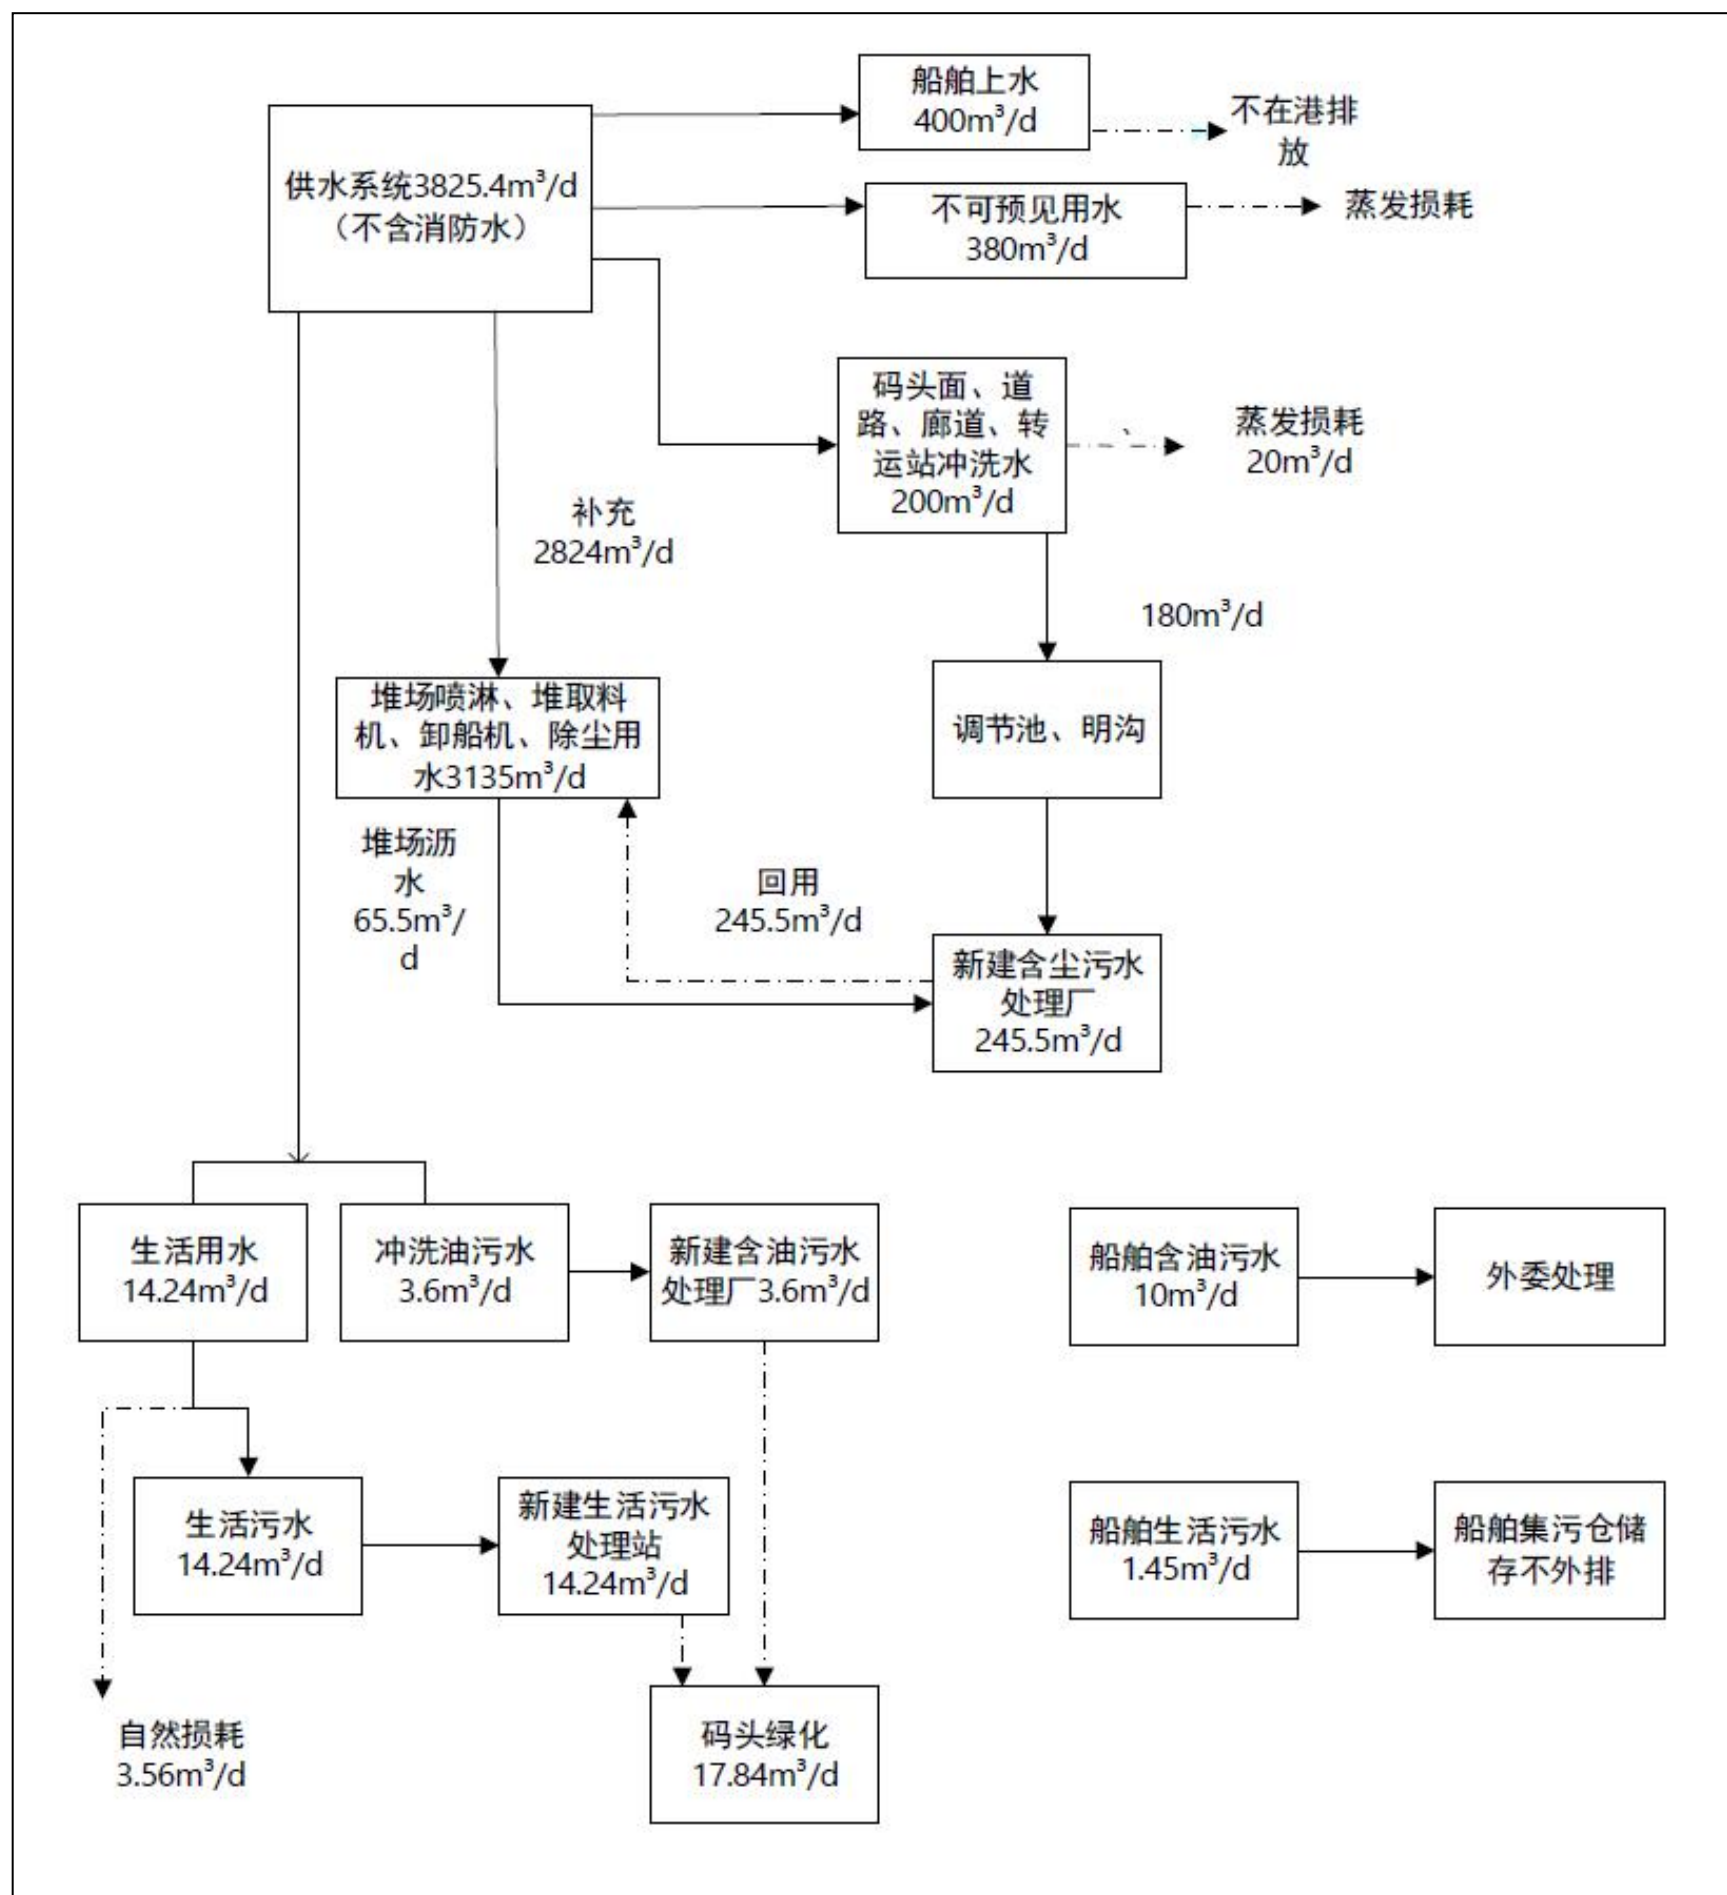 船舶上水
400m³/d
不在港排
放
供水系统3825.4m³/d
（不含消防水）
不可预见用水
380m³/d
蒸发损耗
码头面、道
路、廊道、转
运站冲洗水
200m³/d
蒸发损耗
20m³/d
补充
2824m³/d
180m³/d
堆场喷淋、堆取料
机、卸船机、除尘用
水3135m³/d
调节池、明沟
堆场沥
水
65.5m³/
d
回用
245.5m³/d
新建含尘污水
处理厂
245.5m³/d
生活用水
14.24m³/d
冲洗油污水
3.6m³/d
新建含油污水
处理厂3.6m³/d
船舶含油污水
10m³/d
外委处理
生活污水
14.24m³/d
新建生活污水
处理站
14.24m³/d
船舶生活污水
1.45m³/d
船舶集污仓储
存不外排
自然损耗
3.56m³/d
码头绿化
17.84m³/d